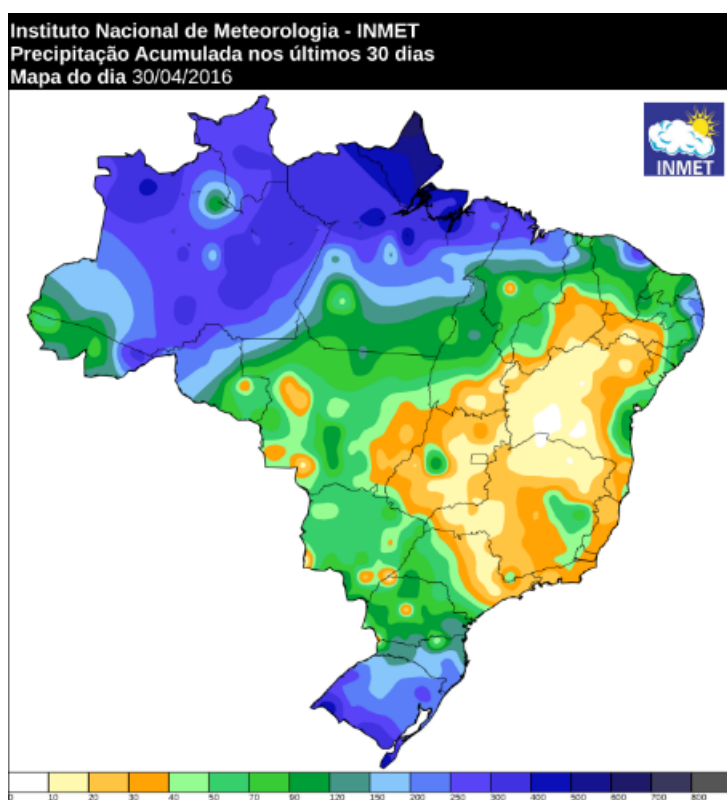 Instituto Nacional de Meteorologia - INMET
Precipitação Acumulada nos últimos 30 dias
Mapa do dia 30/04/2016
INMET
0 10 20 30 40 50 70 90 120 150 200 250 300 400 500 600 700 800